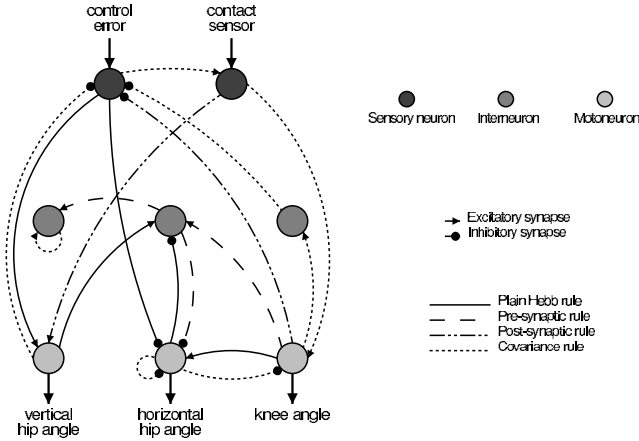 control
error
contact
sensor
Sensory neuron
Interneuron
Motoneuron
Excitatory synapse
Inhibitory synapse
Plain Hebb rule
Pre-synaptic rule
Post-synaptic rule
Covariance rule
vertical
hip angle
horizontal
hip angle
knee angle